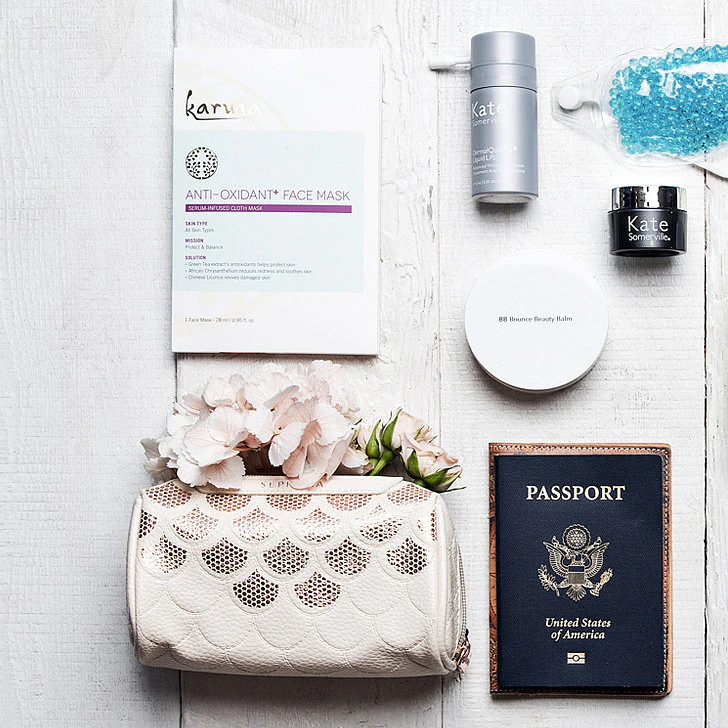 karuna
ANTI-OXIDANT+ FACE MASK
SERUM-INFUSED CLOTH MASK
SKIN TYPE
All Skin Types
MISSION
Protect & Balance
SOLUTION
• Green Tea extract's antioxidants helps protect skin
• African Chrysanthellum reduces redness and soothes skin
• Chinese Licorice revives damaged skin
1 Face Mask - 28 ml / 0.95 fl. oz.
Kate
Somerville
DermalQuench
Liquid Lift
Kate
Somerville
BB Bounce Beauty Balm
PASSPORT
United States
of America